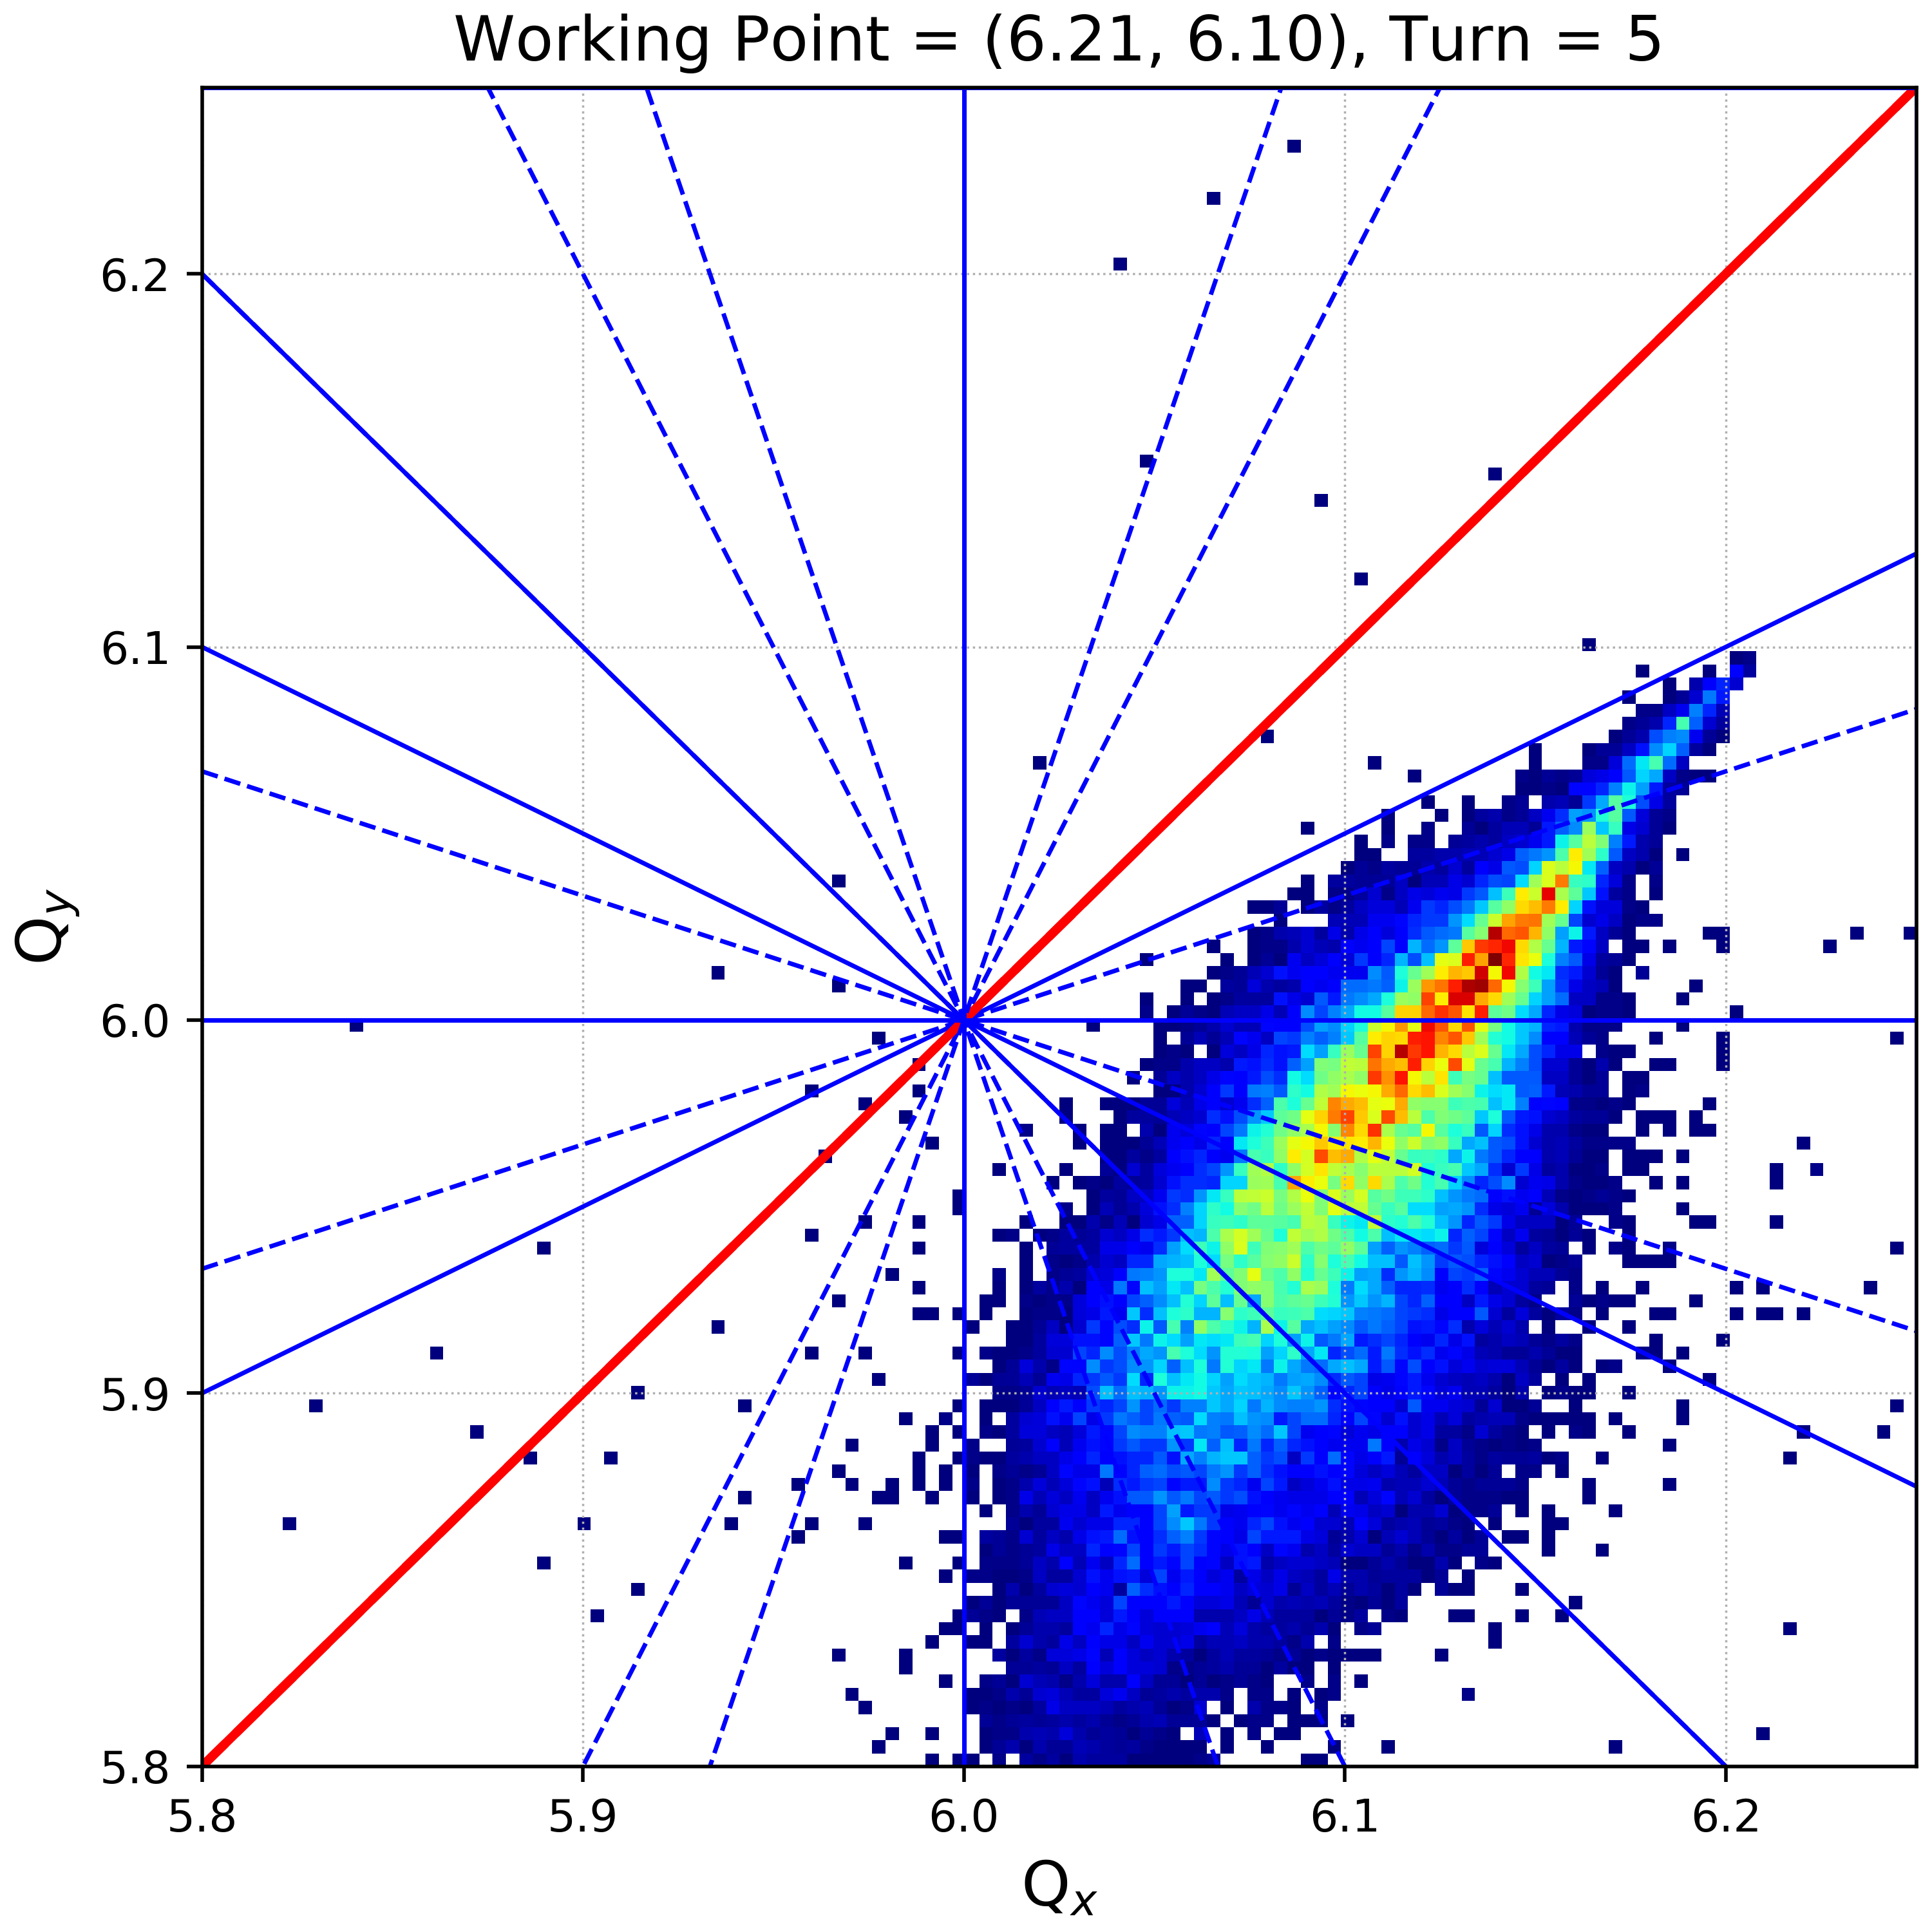 Working Point = (6.21, 6.10), Turn = 5
6.2
6.1
6.0
5.9
5.8
Qy
5.8 5.9 6.0 6.1 6.2
Qx